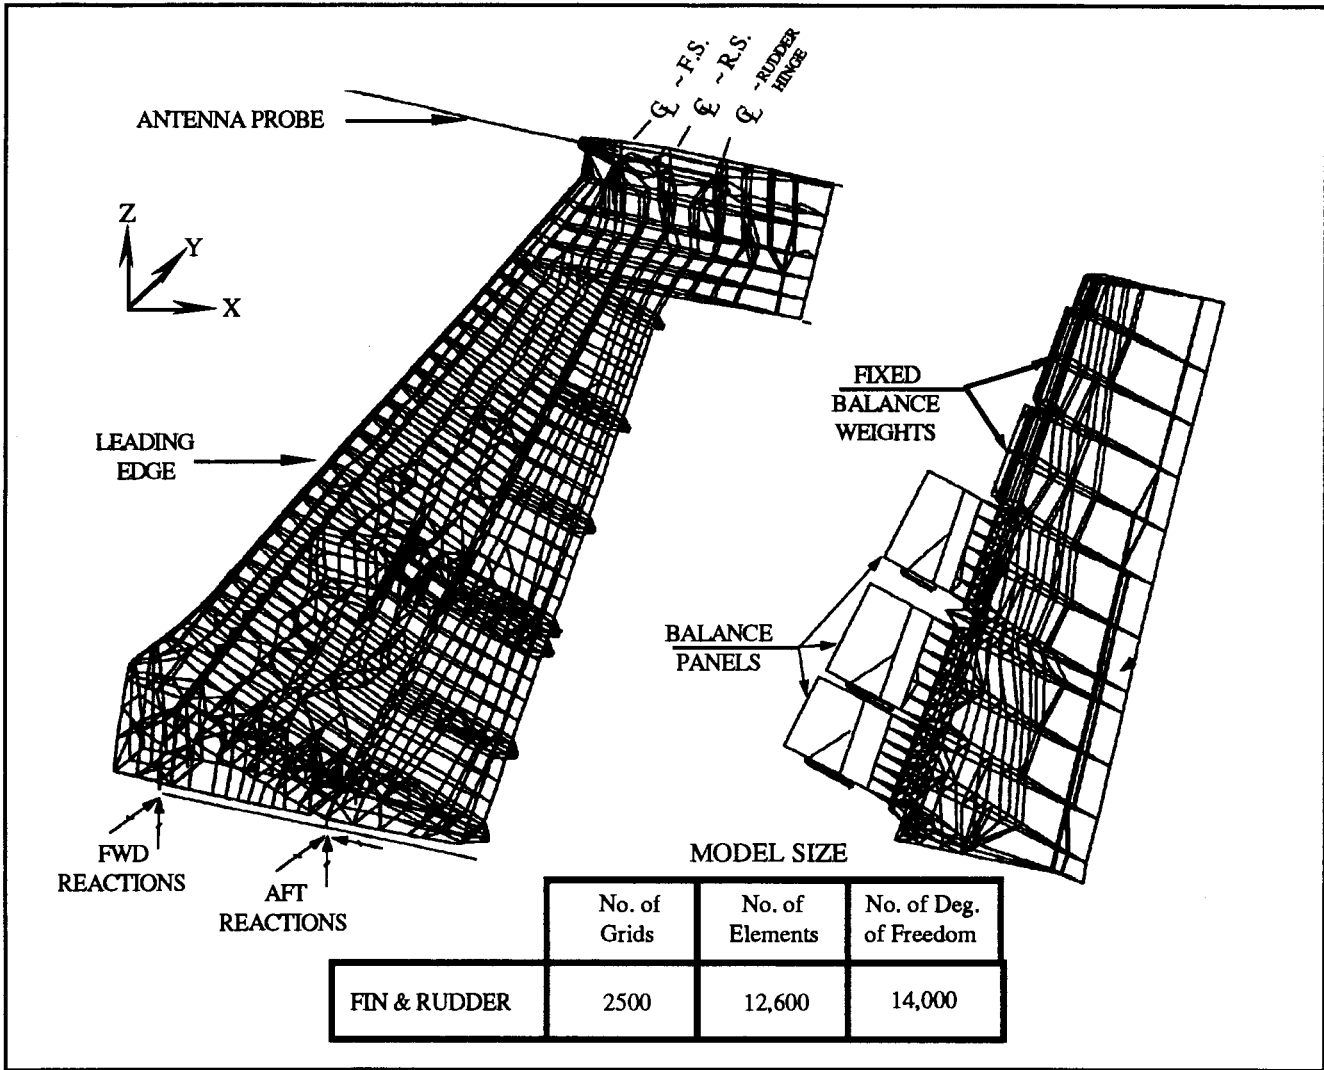 ℄ ~ F.S.
℄ ~ R.S.
℄ ~RUDDER
HINGE
ANTENNA PROBE
Z
Y
X
LEADING
EDGE
FIXED
BALANCE
WEIGHTS
BALANCE
PANELS
FWD
REACTIONS
AFT
REACTIONS
MODEL SIZE
No. of
Grids
No. of
Elements
No. of Deg.
of Freedom
FIN & RUDDER
2500
12,600
14,000